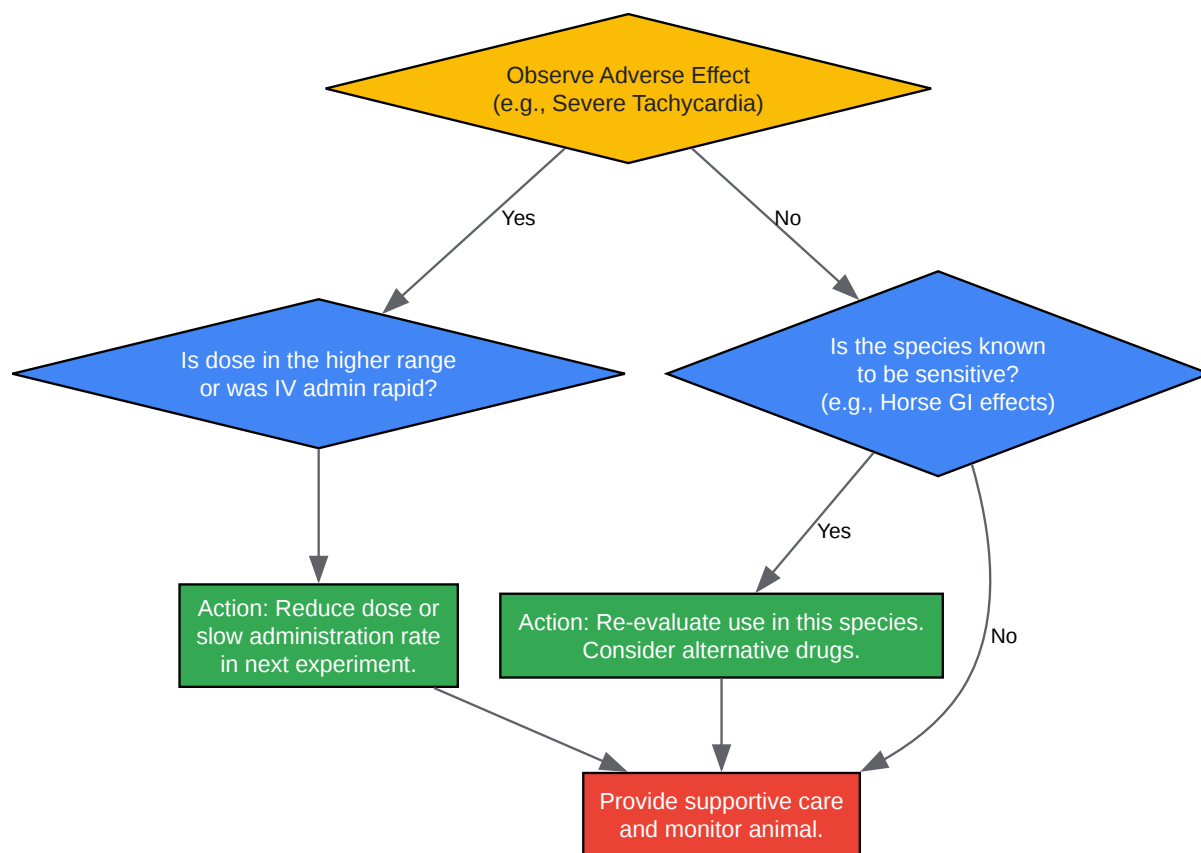 Observe Adverse Effect
(e.g., Severe Tachycardia)
Yes
No
Is dose in the higher range
or was IV admin rapid?
Is the species known
to be sensitive?
(e.g., Horse GI effects)
Yes
No
Action: Reduce dose or
slow administration rate
in next experiment.
Action: Re-evaluate use in this species.
Consider alternative drugs.
Provide supportive care
and monitor animal.